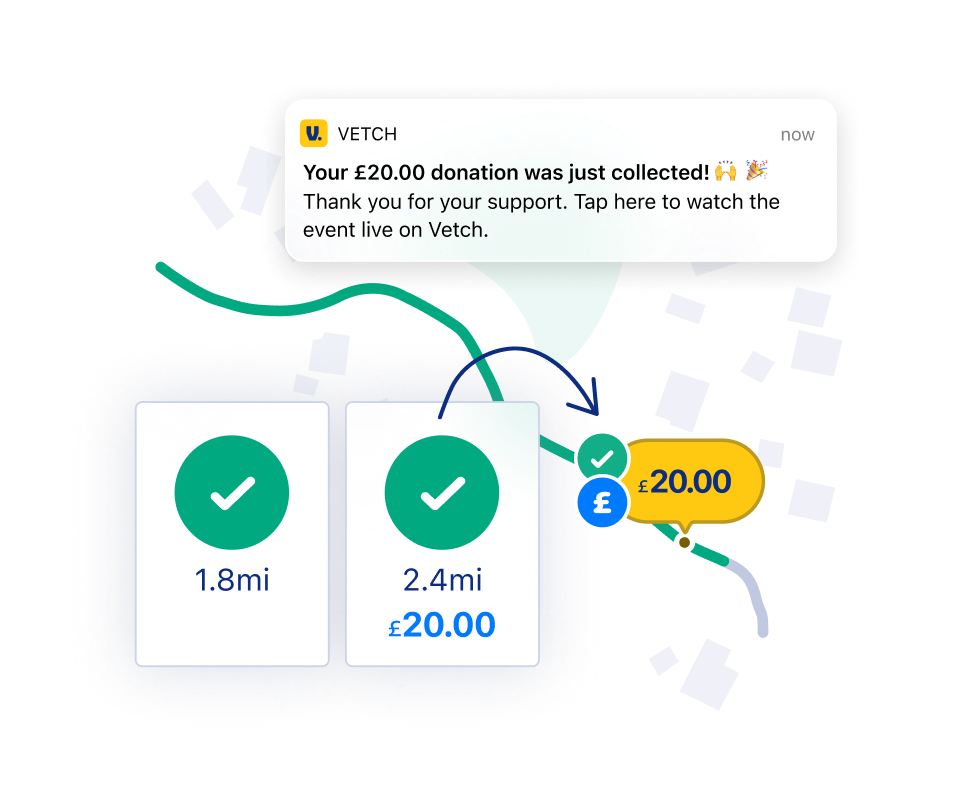 V. VETCH now
Your £20.00 donation was just collected! 🙌 🎉
Thank you for your support. Tap here to watch the
event live on Vetch.
£ £20.00
1.8mi
2.4mi
£20.00